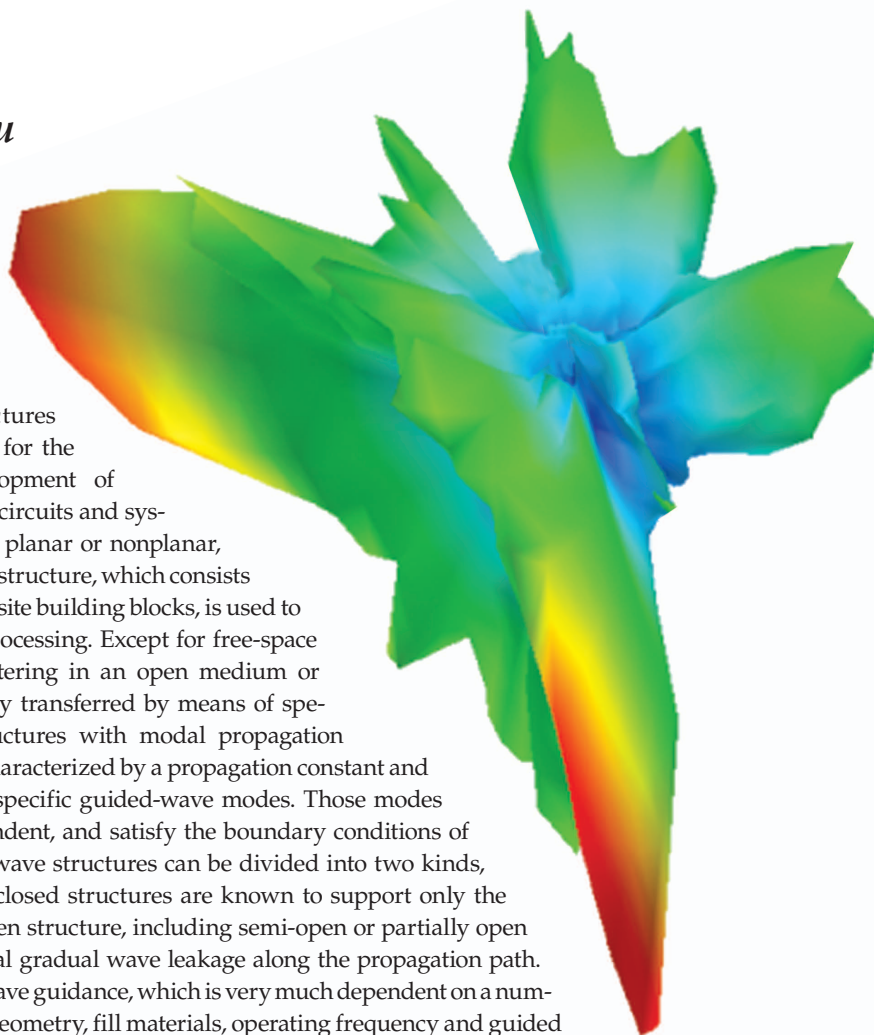 u
tures
for the
opment of
circuits and sys-
planar or nonplanar,
structure, which consists
site building blocks, is used to
ocessing. Except for free-space
tering in an open medium or
y transferred by means of spe-
uctures with modal propagation
haracterized by a propagation constant and
specific guided-wave modes. Those modes
ndent, and satisfy the boundary conditions of
wave structures can be divided into two kinds,
closed structures are known to support only the
en structure, including semi-open or partially open
al gradual wave leakage along the propagation path.
ave guidance, which is very much dependent on a num-
eometry, fill materials, operating frequency and guided